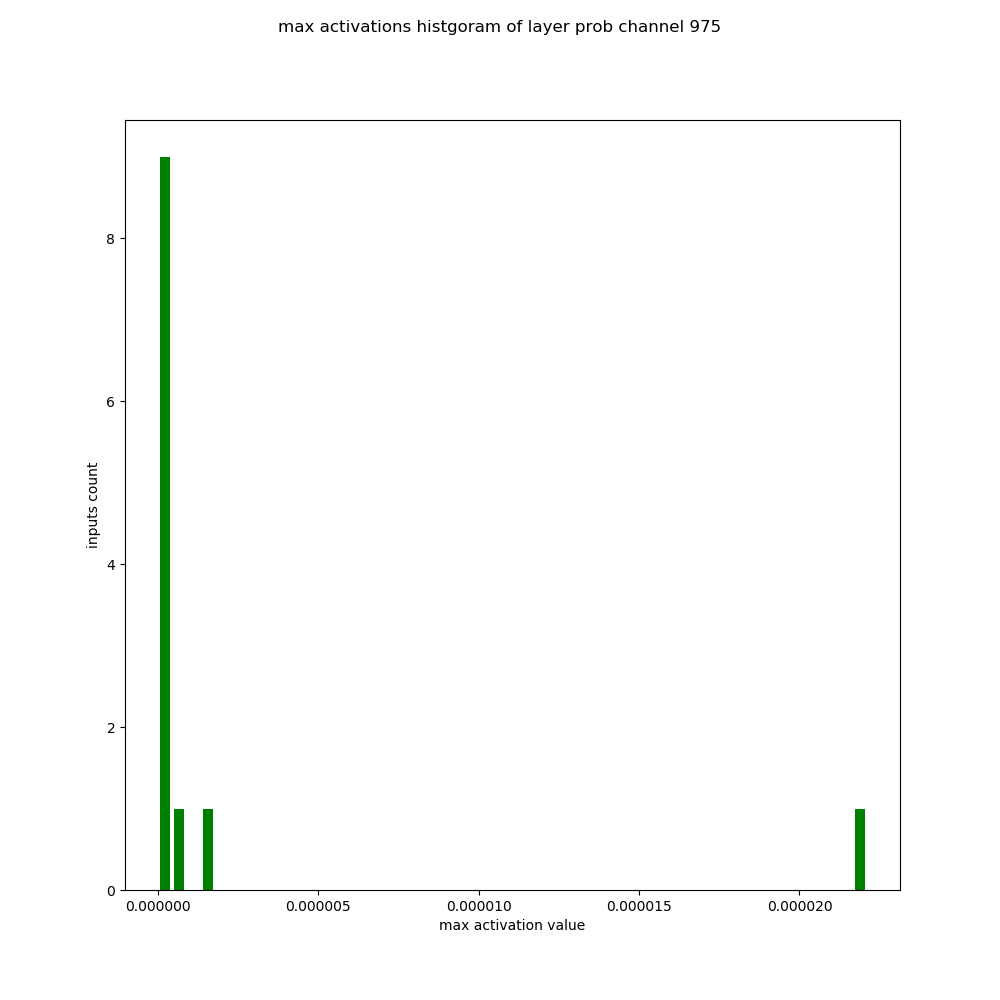 max activations histgoram of layer prob channel 975
8
6
4
2
0
inputs count
0.000000 0.000005 0.000010 0.000015 0.000020
max activation value